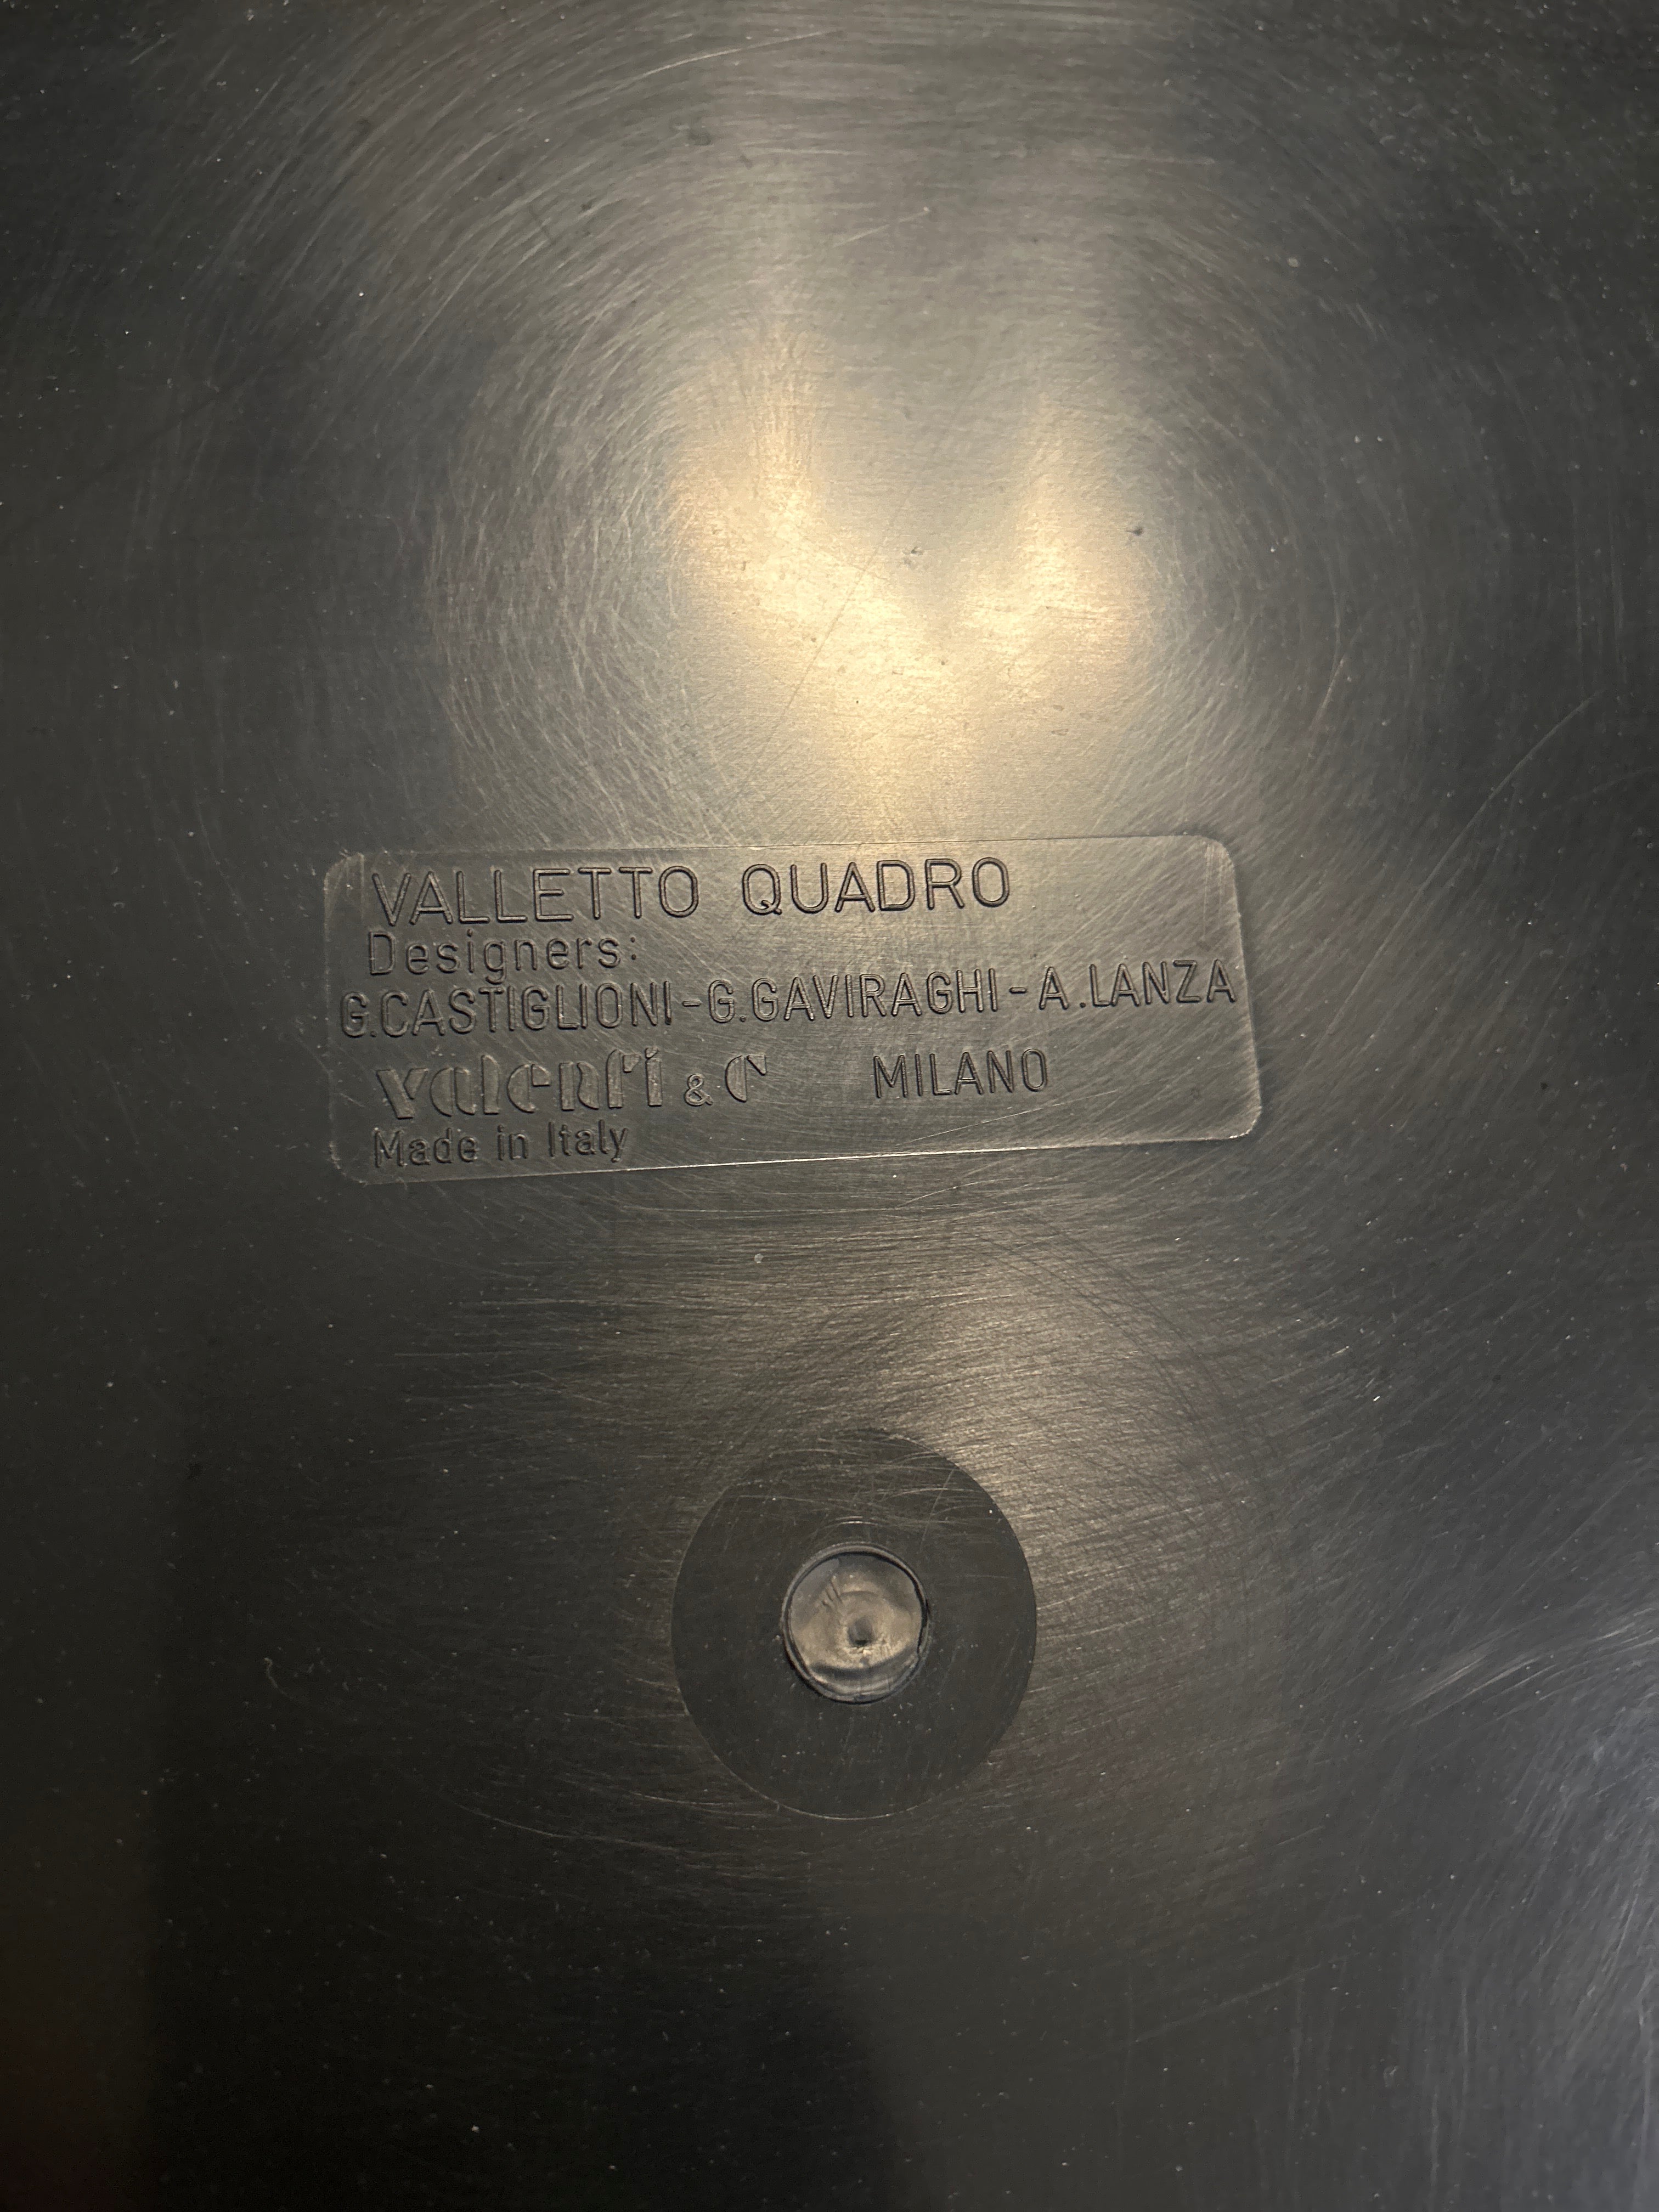 VALLETTO QUADRO
Designers:
G.CASTIGLIONI-G.GAVIRAGHI-A.LANZA
valenti & C MILANO
Made in Italy